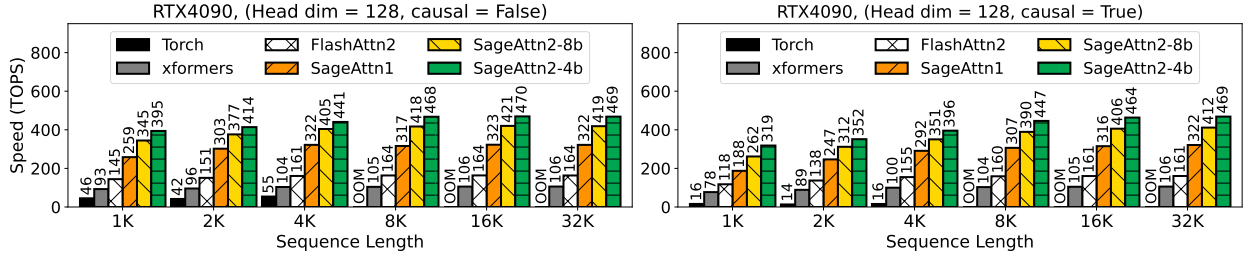 RTX4090, (Head dim = 128, causal = False)
Speed (TOPS)
800
600
400
200
0
Torch
xformers
FlashAttn2
SageAttn1
SageAttn2-8b
SageAttn2-4b
46 93 145 259 345 395
42 96 151 303 377 414
55 104 161 322 405 441
OOM 105 164 317 418 468
OOM 106 164 323 421 470
OOM 106 164 322 419 469
1K 2K 4K 8K 16K 32K
Sequence Length
RTX4090, (Head dim = 128, causal = True)
800
600
400
200
0
Torch
xformers
FlashAttn2
SageAttn1
SageAttn2-8b
SageAttn2-4b
16 78 118 188 262 319
14 89 138 247 312 352
16 100 155 292 351 396
OOM 104 160 307 390 447
OOM 105 161 316 406 464
OOM 106 161 322 412 469
1K 2K 4K 8K 16K 32K
Sequence Length